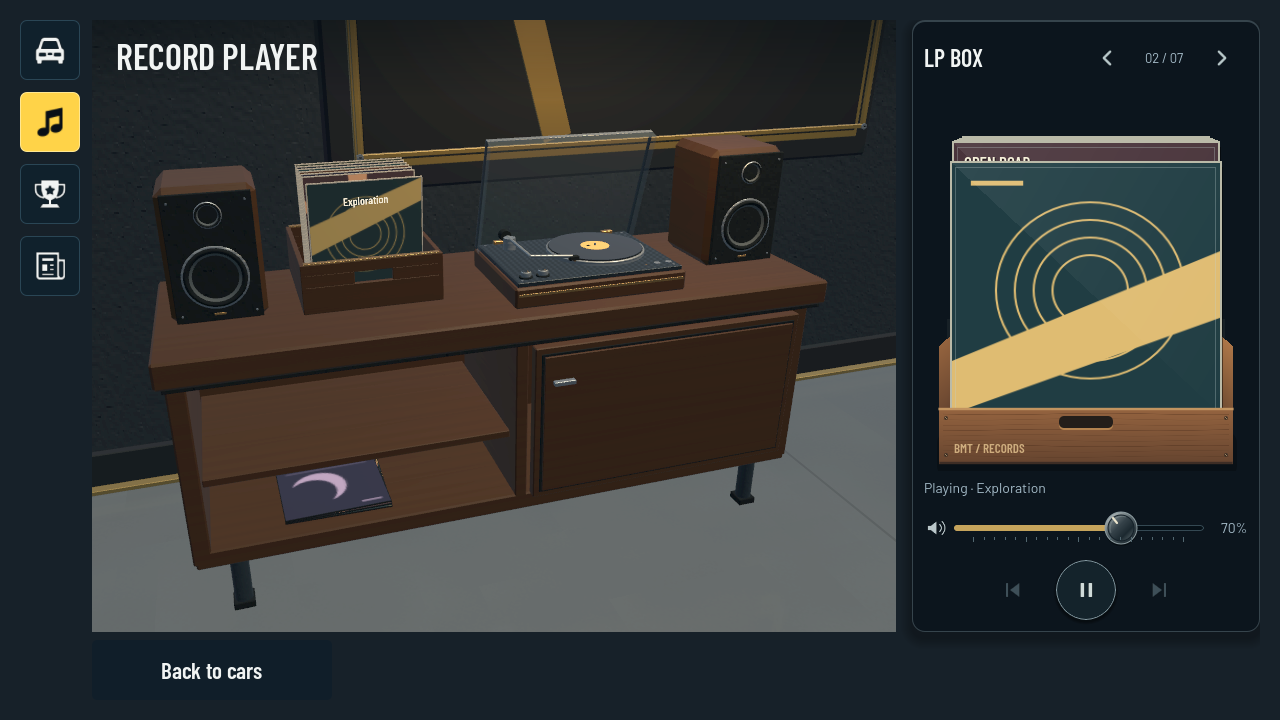 RECORD PLAYER
Exploration
LP BOX
02 / 07
OPEN ROAD
BMT / RECORDS
Playing · Exploration
70%
Back to cars